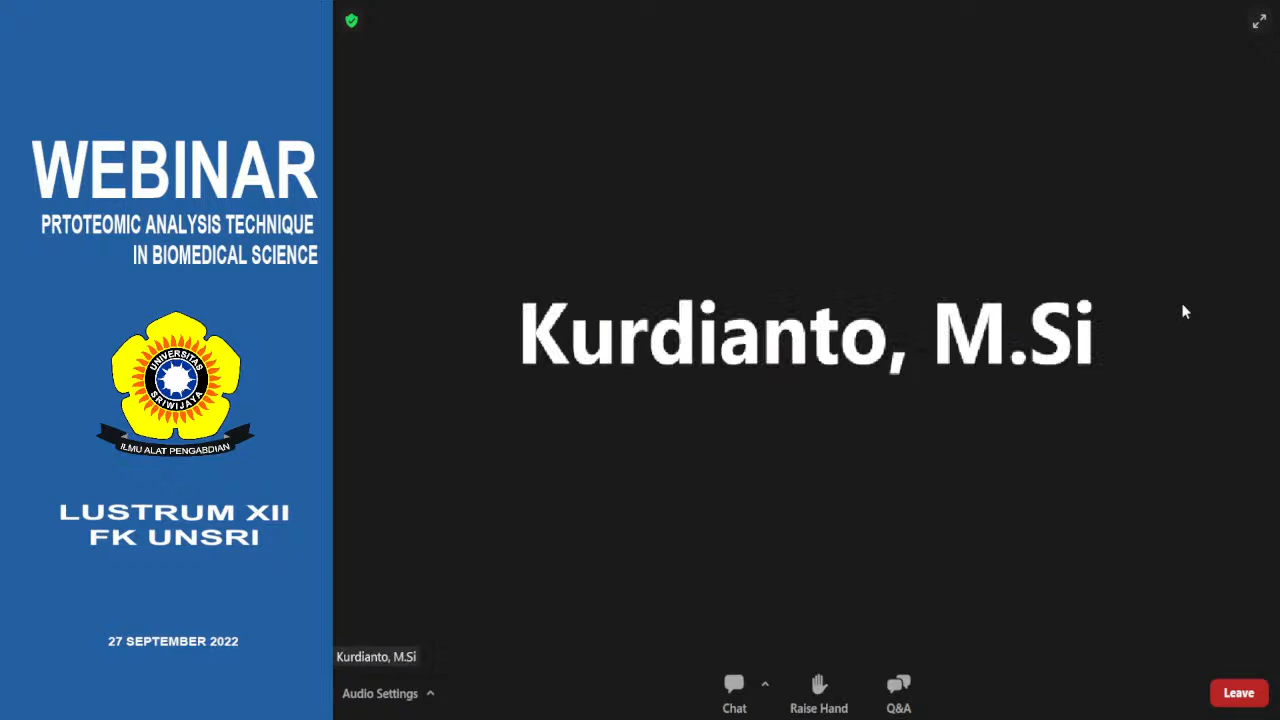 WEBINAR
PRTOTEOMIC ANALYSIS TECHNIQUE
IN BIOMEDICAL SCIENCE
UNIVERSITAS
SRIWIJAYA
ILMU ALAT PENGABDIAN
LUSTRUM XII
FK UNSRI
27 SEPTEMBER 2022
Kurdianto, M.Si
Kurdianto, M.Si
Audio Settings
Chat
Raise Hand
Q&A
Leave